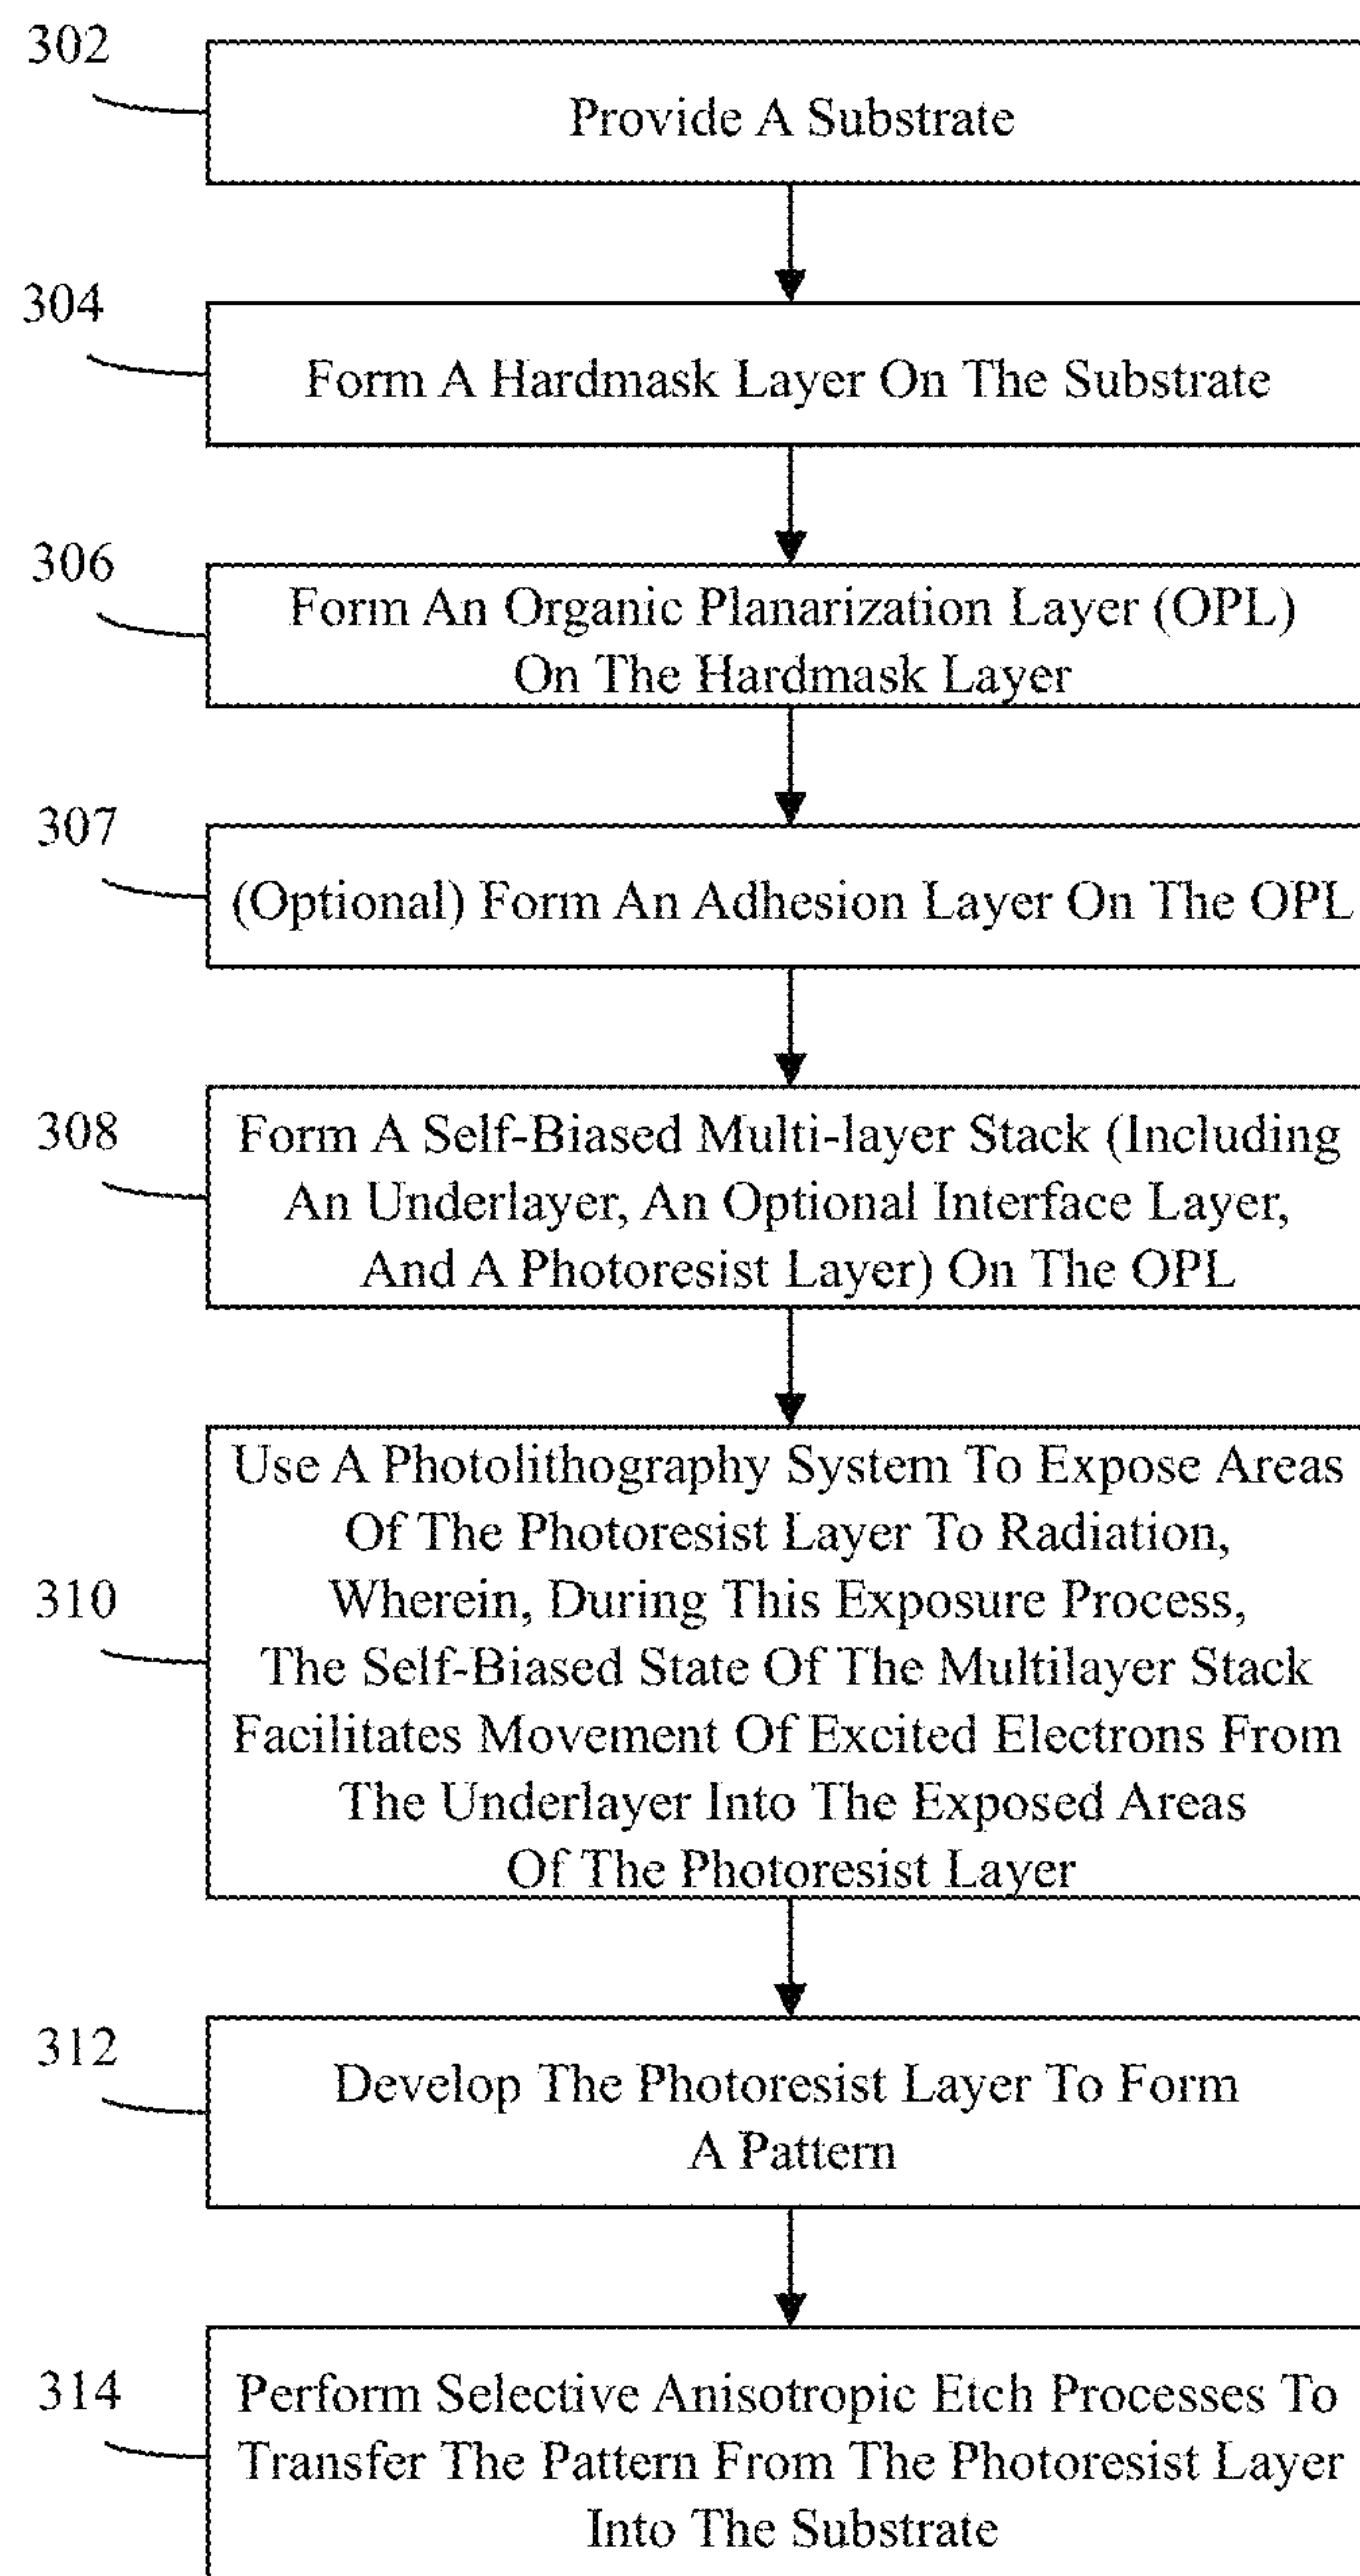 302
Provide A Substrate
304
Form A Hardmask Layer On The Substrate
306
Form An Organic Planarization Layer (OPL)
On The Hardmask Layer
307
(Optional) Form An Adhesion Layer On The OPL
308
Form A Self-Biased Multi-layer Stack (Including
An Underlayer, An Optional Interface Layer,
And A Photoresist Layer) On The OPL
310
Use A Photolithography System To Expose Areas
Of The Photoresist Layer To Radiation,
Wherein, During This Exposure Process,
The Self-Biased State Of The Multilayer Stack
Facilitates Movement Of Excited Electrons From
The Underlayer Into The Exposed Areas
Of The Photoresist Layer
312
Develop The Photoresist Layer To Form
A Pattern
314
Perform Selective Anisotropic Etch Processes To
Transfer The Pattern From The Photoresist Layer
Into The Substrate